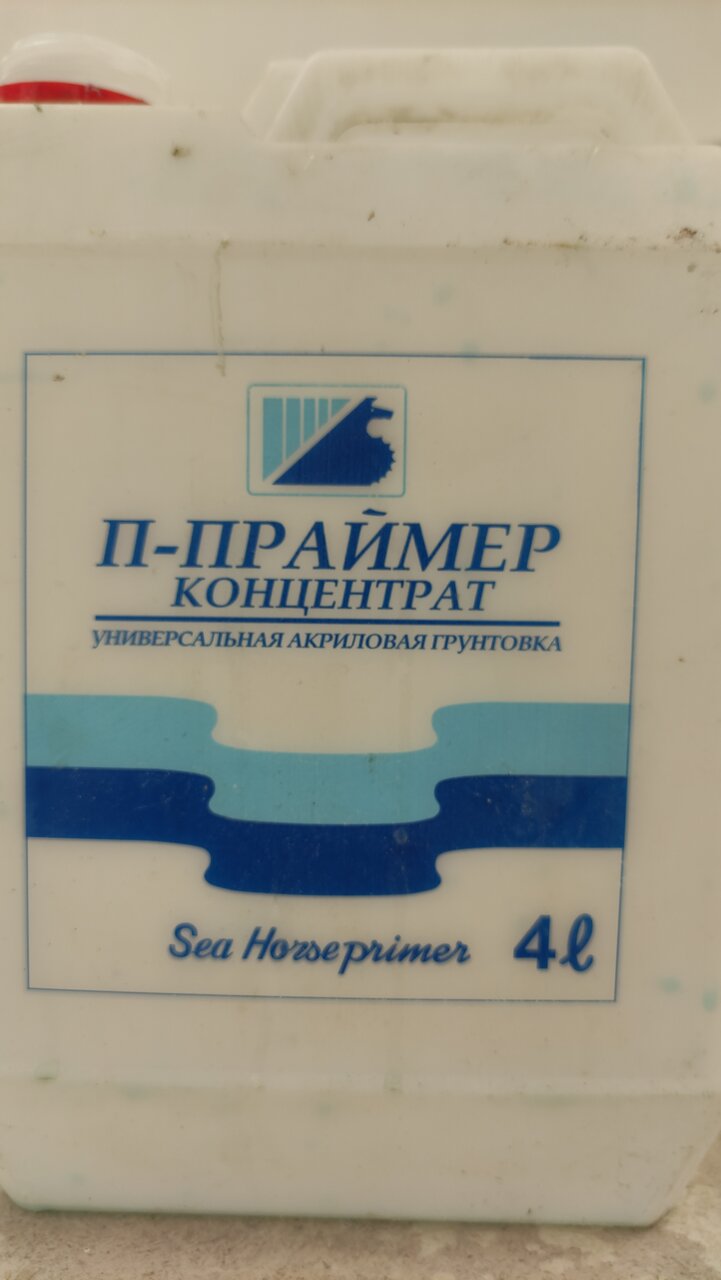 П-ПРАЙМЕР
КОНЦЕНТРАТ
УНИВЕРСАЛЬНАЯ АКРИЛОВАЯ ГРУНТОВКА
Sea Horseprimer 4ℓ